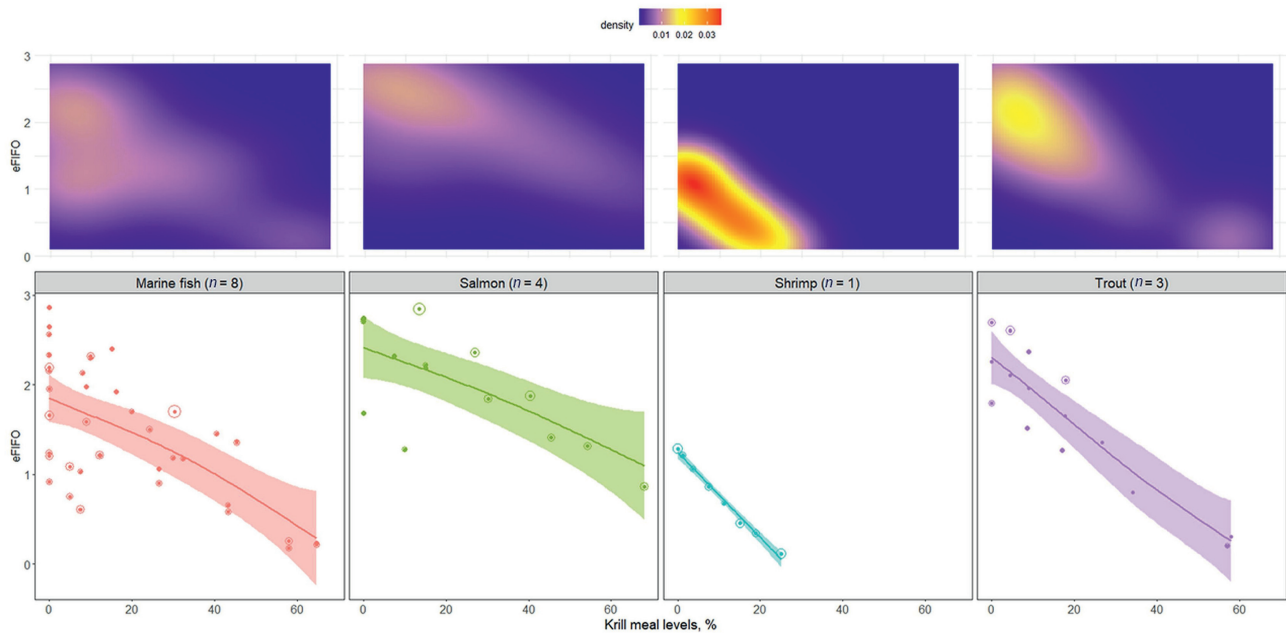 density
0.01 0.02 0.03
3
2
1
0
eFIFO
Marine fish (n = 8) Salmon (n = 4) Shrimp (n = 1) Trout (n = 3)
3
2
1
0
eFIFO
0 20 40 60 0 20 40 60 0 20 40 60 0 20 40 60
Krill meal levels, %